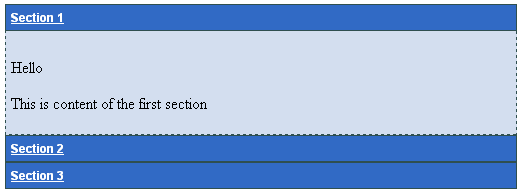 Section 1
Hello
This is content of the first section
Section 2
Section 3